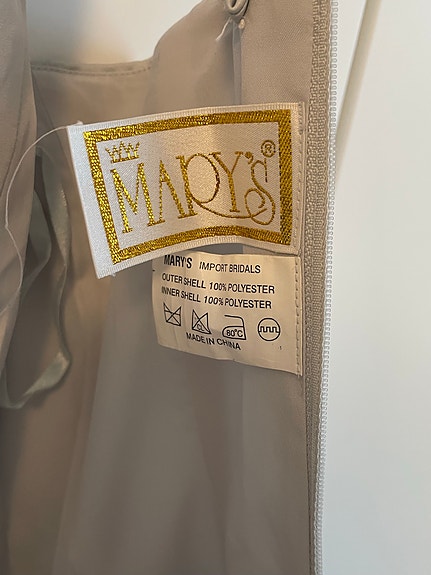 MARY'S®
MARY'S IMPORT BRIDALS
OUTER SHELL 100% POLYESTER
INNER SHELL 100% POLYESTER
80°C
MADE IN CHINA